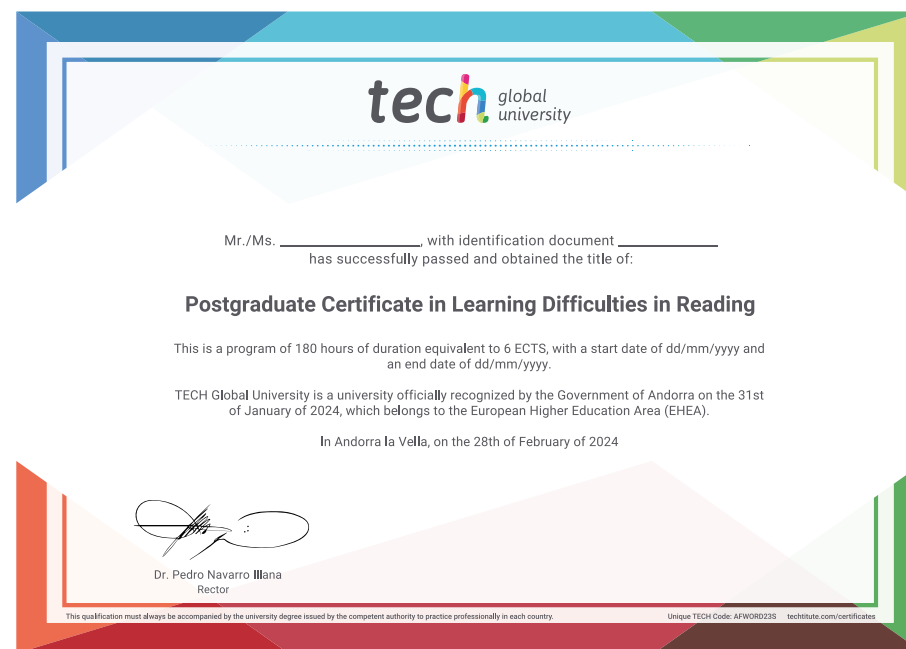 tech global university
Mr./Ms. ____________, with identification document ____________
has successfully passed and obtained the title of:
Postgraduate Certificate in Learning Difficulties in Reading
This is a program of 180 hours of duration equivalent to 6 ECTS, with a start date of dd/mm/yyyy and
an end date of dd/mm/yyyy.
TECH Global University is a university officially recognized by the Government of Andorra on the 31st
of January of 2024, which belongs to the European Higher Education Area (EHEA).
In Andorra la Vella, on the 28th of February of 2024
Dr. Pedro Navarro Illana
Rector
This qualification must always be accompanied by the university degree issued by the competent authority to practice professionally in each country. Unique TECH Code: AFWORD23S techtitute.com/certificates